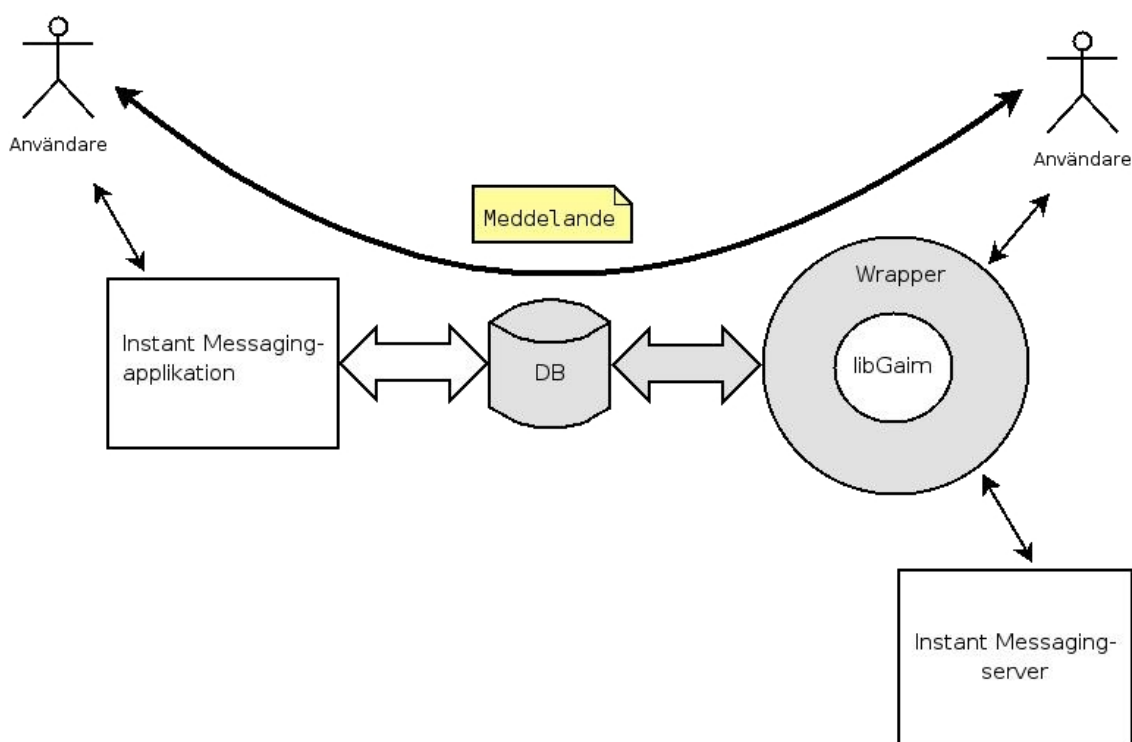 Användare
Användare
Meddelande
Wrapper
Instant Messaging-
applikation
DB
libGaim
Instant Messaging-
server